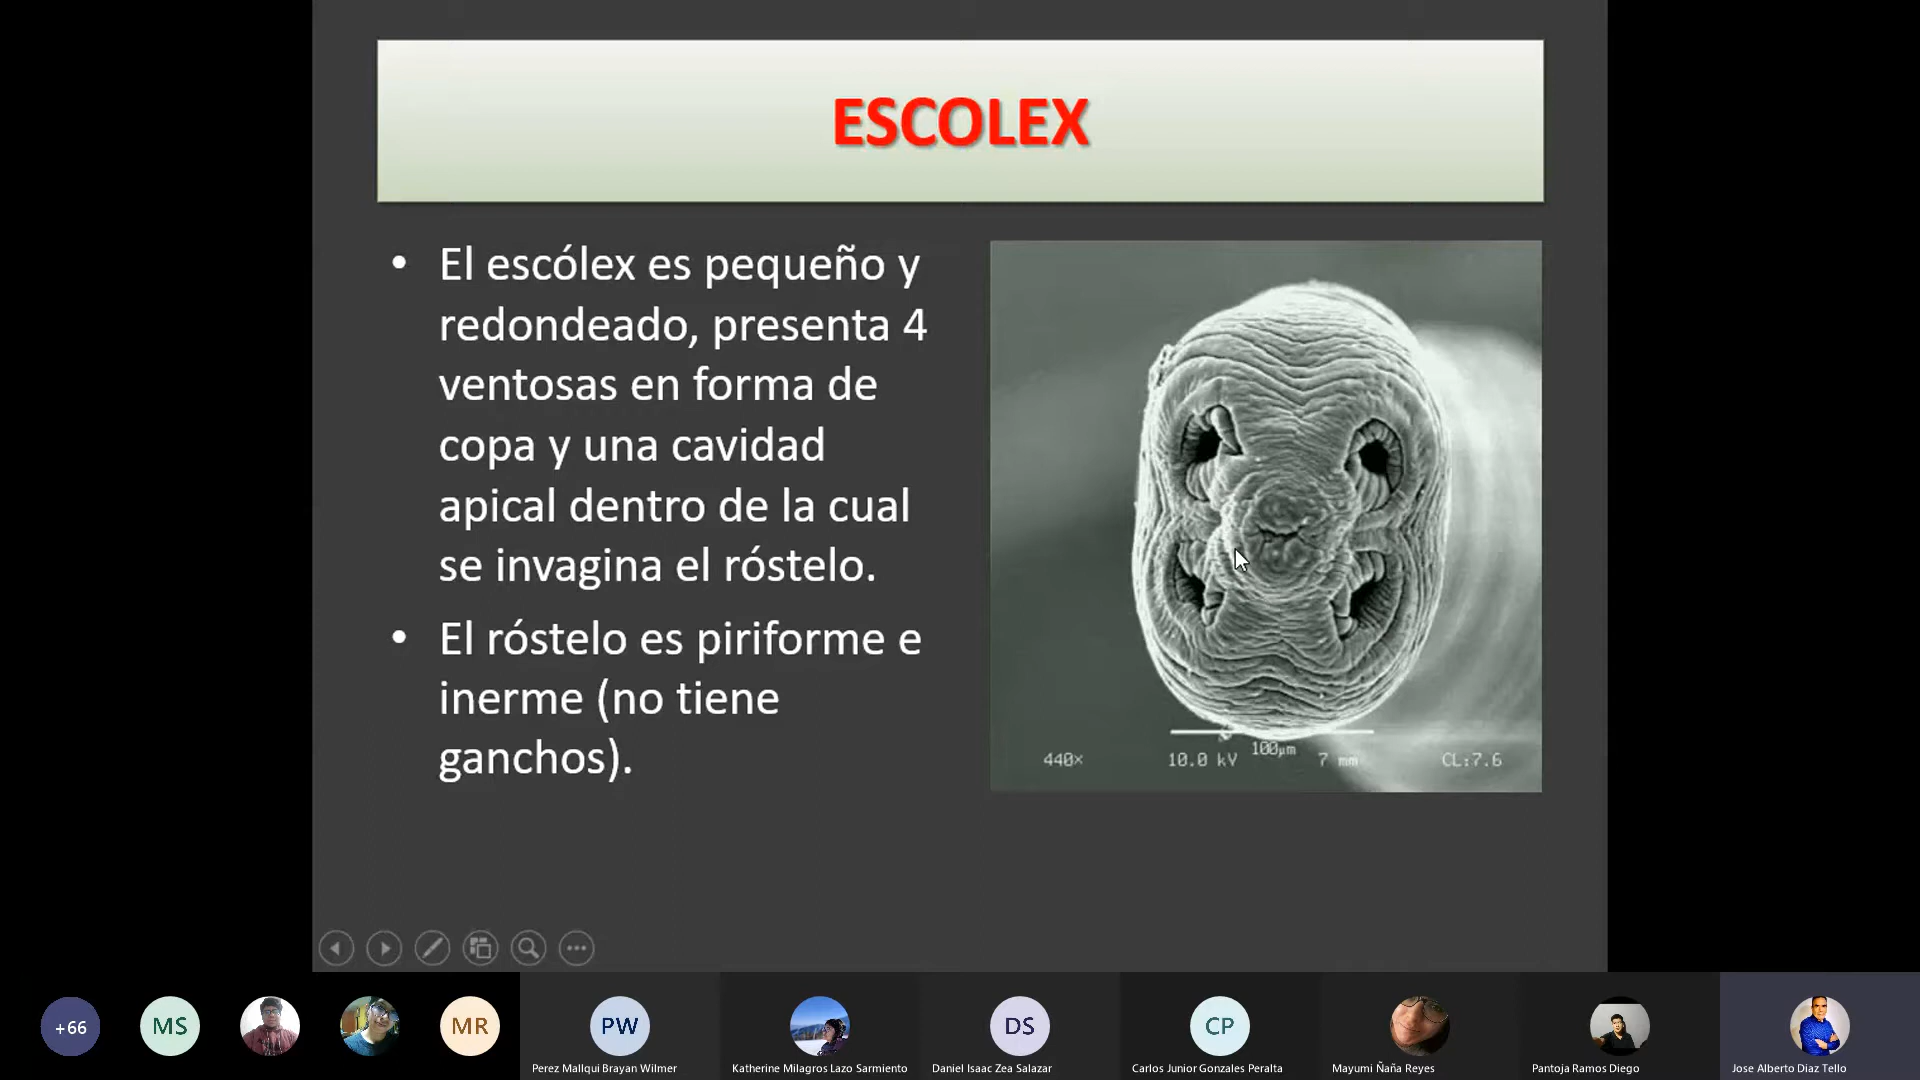 ESCOLEX
• El escólex es pequeño y
redondeado, presenta 4
ventosas en forma de
copa y una cavidad
apical dentro de la cual
se invagina el róstelo.
• El róstelo es piriforme e
inerme (no tiene
ganchos).
440× 10.0 kV 100µm 7 mm CL:7.6
+66 MS MR PW DS CP
Perez Mallqui Brayan Wilmer Katherine Milagros Lazo Sarmiento Daniel Isaac Zea Salazar Carlos Junior Gonzales Peralta Mayumi Ñaña Reyes Pantoja Ramos Diego Jose Alberto Diaz Tello